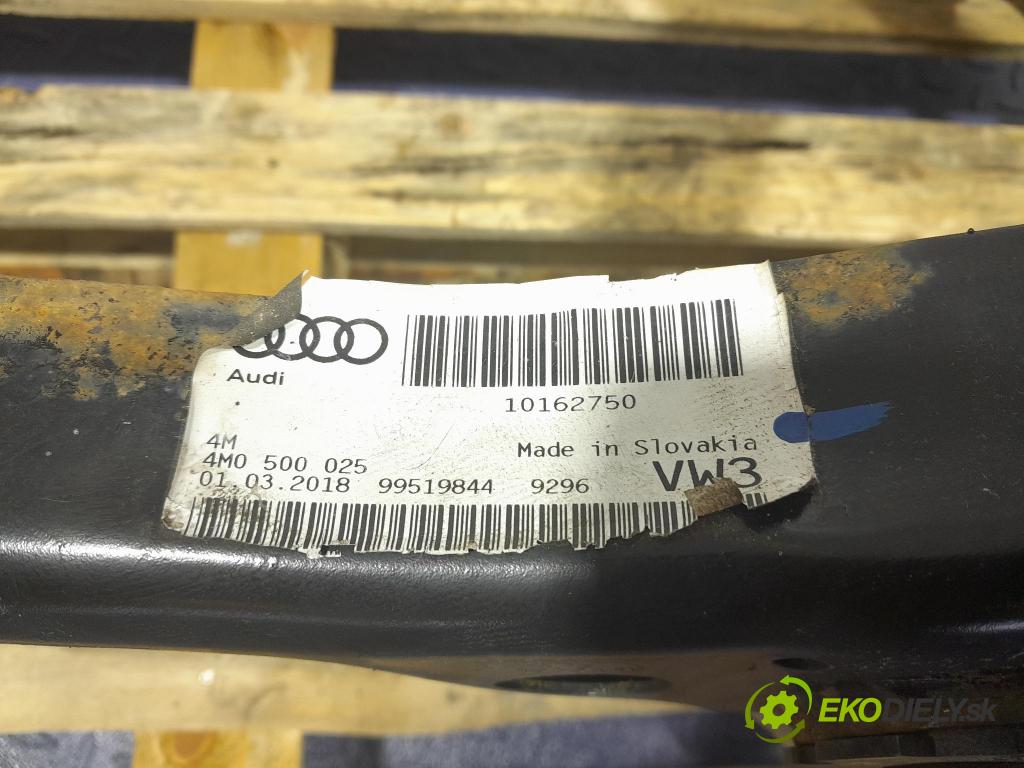 Audi
10162750
4M
Made in Slovakia
4M0 500 025
VW3
01.03.2018 99519844 9296
EKODIELY.sk